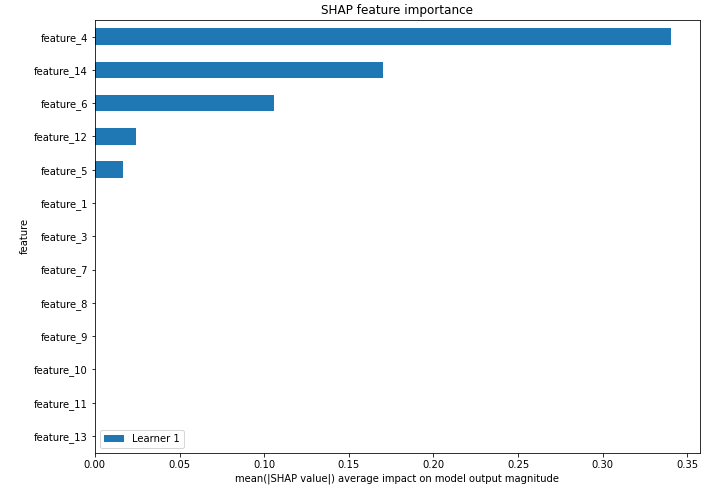 SHAP feature importance
feature_4
feature_14
feature_6
feature_12
feature_5
feature_1
feature_3
feature_7
feature_8
feature_9
feature_10
feature_11
feature_13
feature
Learner 1
0.00 0.05 0.10 0.15 0.20 0.25 0.30 0.35
mean(|SHAP value|) average impact on model output magnitude